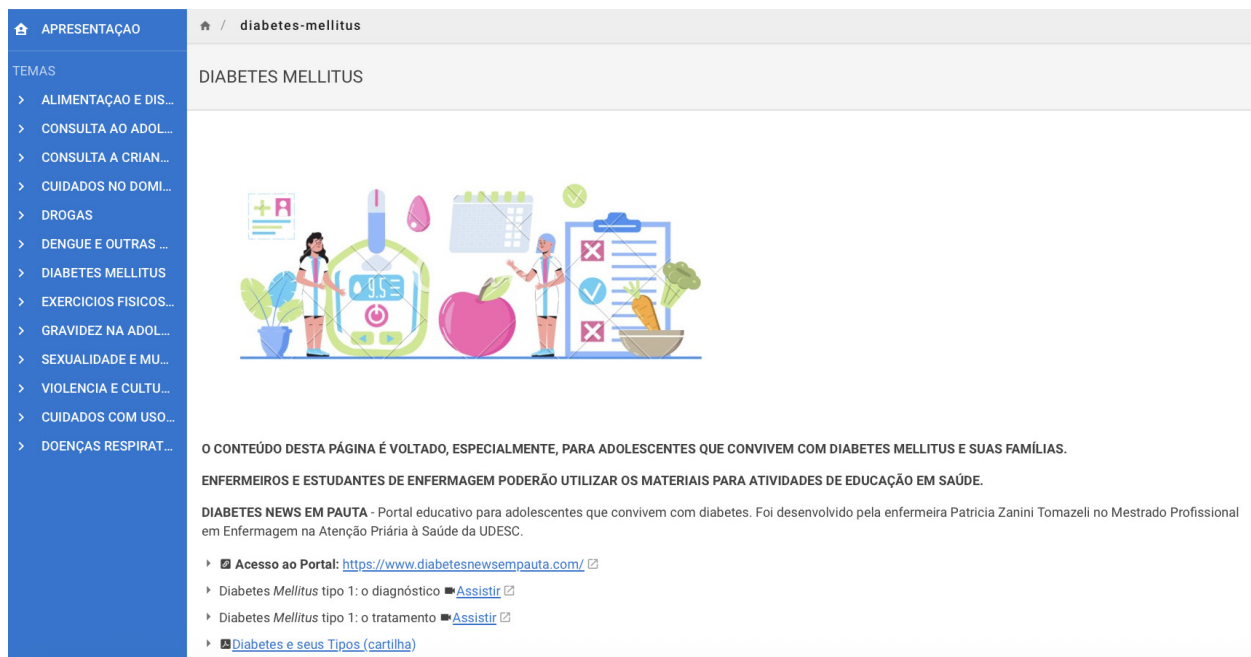 APRESENTAÇAO
TEMAS
ALIMENTAÇAO E DIS...
CONSULTA AO ADOL...
CONSULTA A CRIAN...
CUIDADOS NO DOMI...
DROGAS
DENGUE E OUTRAS ...
DIABETES MELLITUS
EXERCICIOS FISICOS...
GRAVIDEZ NA ADOL...
SEXUALIDADE E MU...
VIOLENCIA E CULTU...
CUIDADOS COM USO...
DOENÇAS RESPIRAT...
/ diabetes-mellitus
DIABETES MELLITUS
9.5
O CONTEÚDO DESTA PÁGINA É VOLTADO, ESPECIALMENTE, PARA ADOLESCENTES QUE CONVIVEM COM DIABETES MELLITUS E SUAS FAMÍLIAS.
ENFERMEIROS E ESTUDANTES DE ENFERMAGEM PODERÃO UTILIZAR OS MATERIAIS PARA ATIVIDADES DE EDUCAÇÃO EM SAÚDE.
DIABETES NEWS EM PAUTA - Portal educativo para adolescentes que convivem com diabetes. Foi desenvolvido pela enfermeira Patricia Zanini Tomazeli no Mestrado Profissional
em Enfermagem na Atenção Priária à Saúde da UDESC.
Acesso ao Portal: https://www.diabetesnewsempauta.com/
Diabetes Mellitus tipo 1: o diagnóstico Assistir
Diabetes Mellitus tipo 1: o tratamento Assistir
Diabetes e seus Tipos (cartilha)